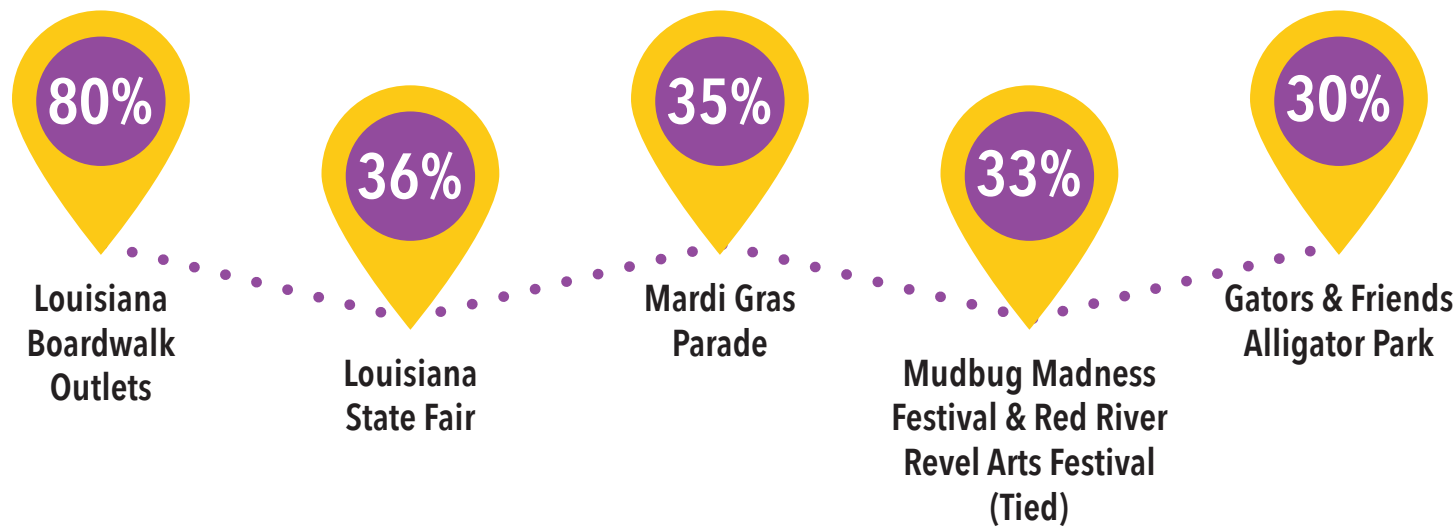 80%
Louisiana
Boardwalk
Outlets
36%
Louisiana
State Fair
35%
Mardi Gras
Parade
33%
Mudbug Madness
Festival & Red River
Revel Arts Festival
(Tied)
30%
Gators & Friends
Alligator Park